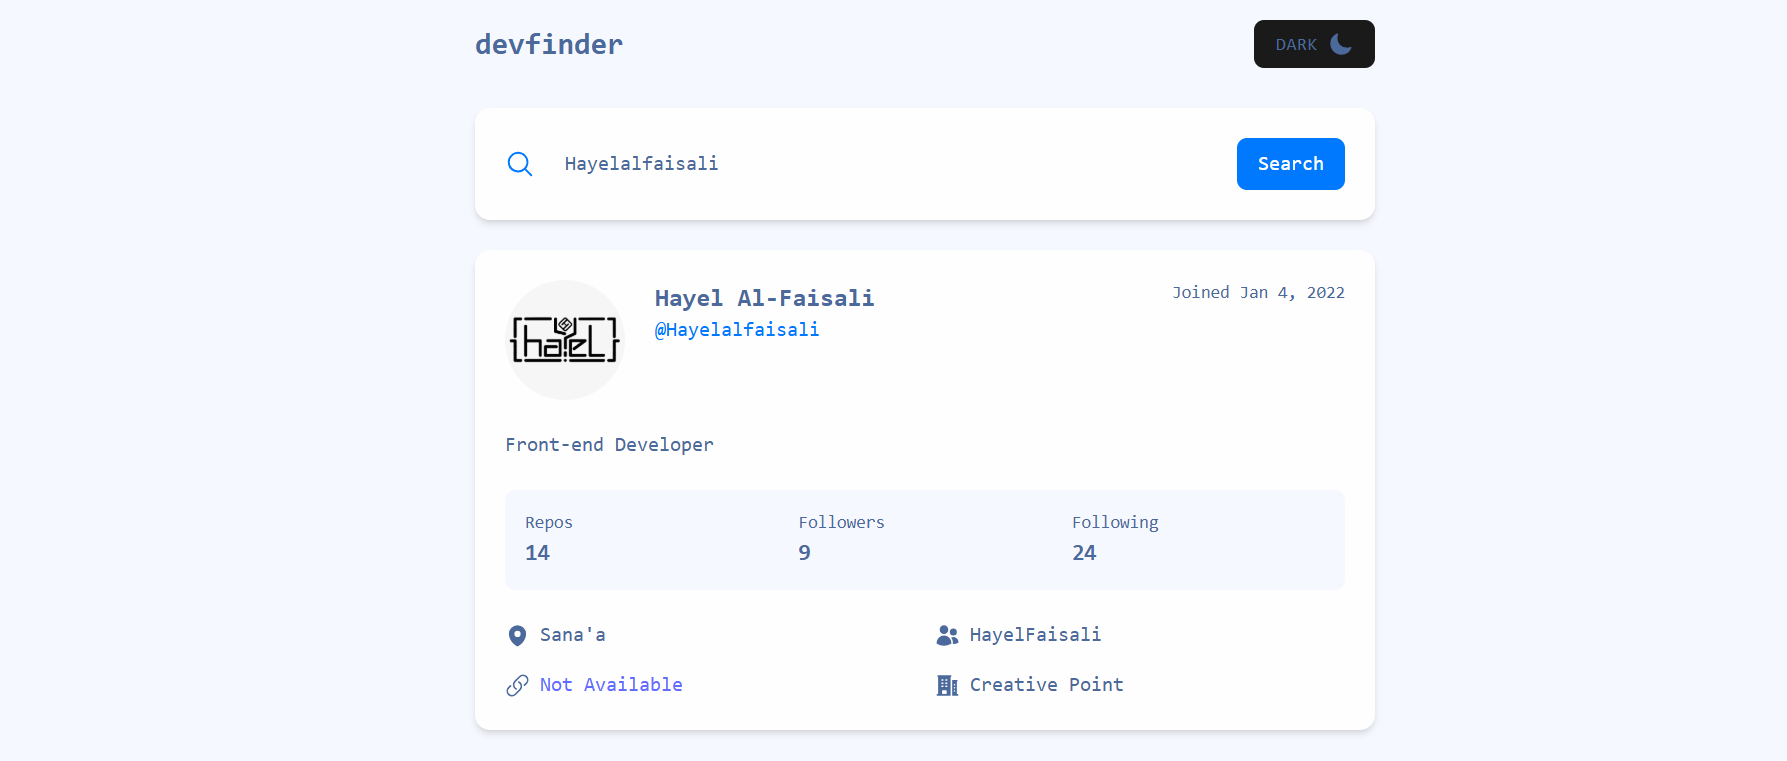 devfinder
DARK
Hayelalfaisali
Search
{hayel}
Hayel Al-Faisali
Joined Jan 4, 2022
@Hayelalfaisali
Front-end Developer
Repos Followers Following
14 9 24
Sana'a HayelFaisali
Not Available Creative Point